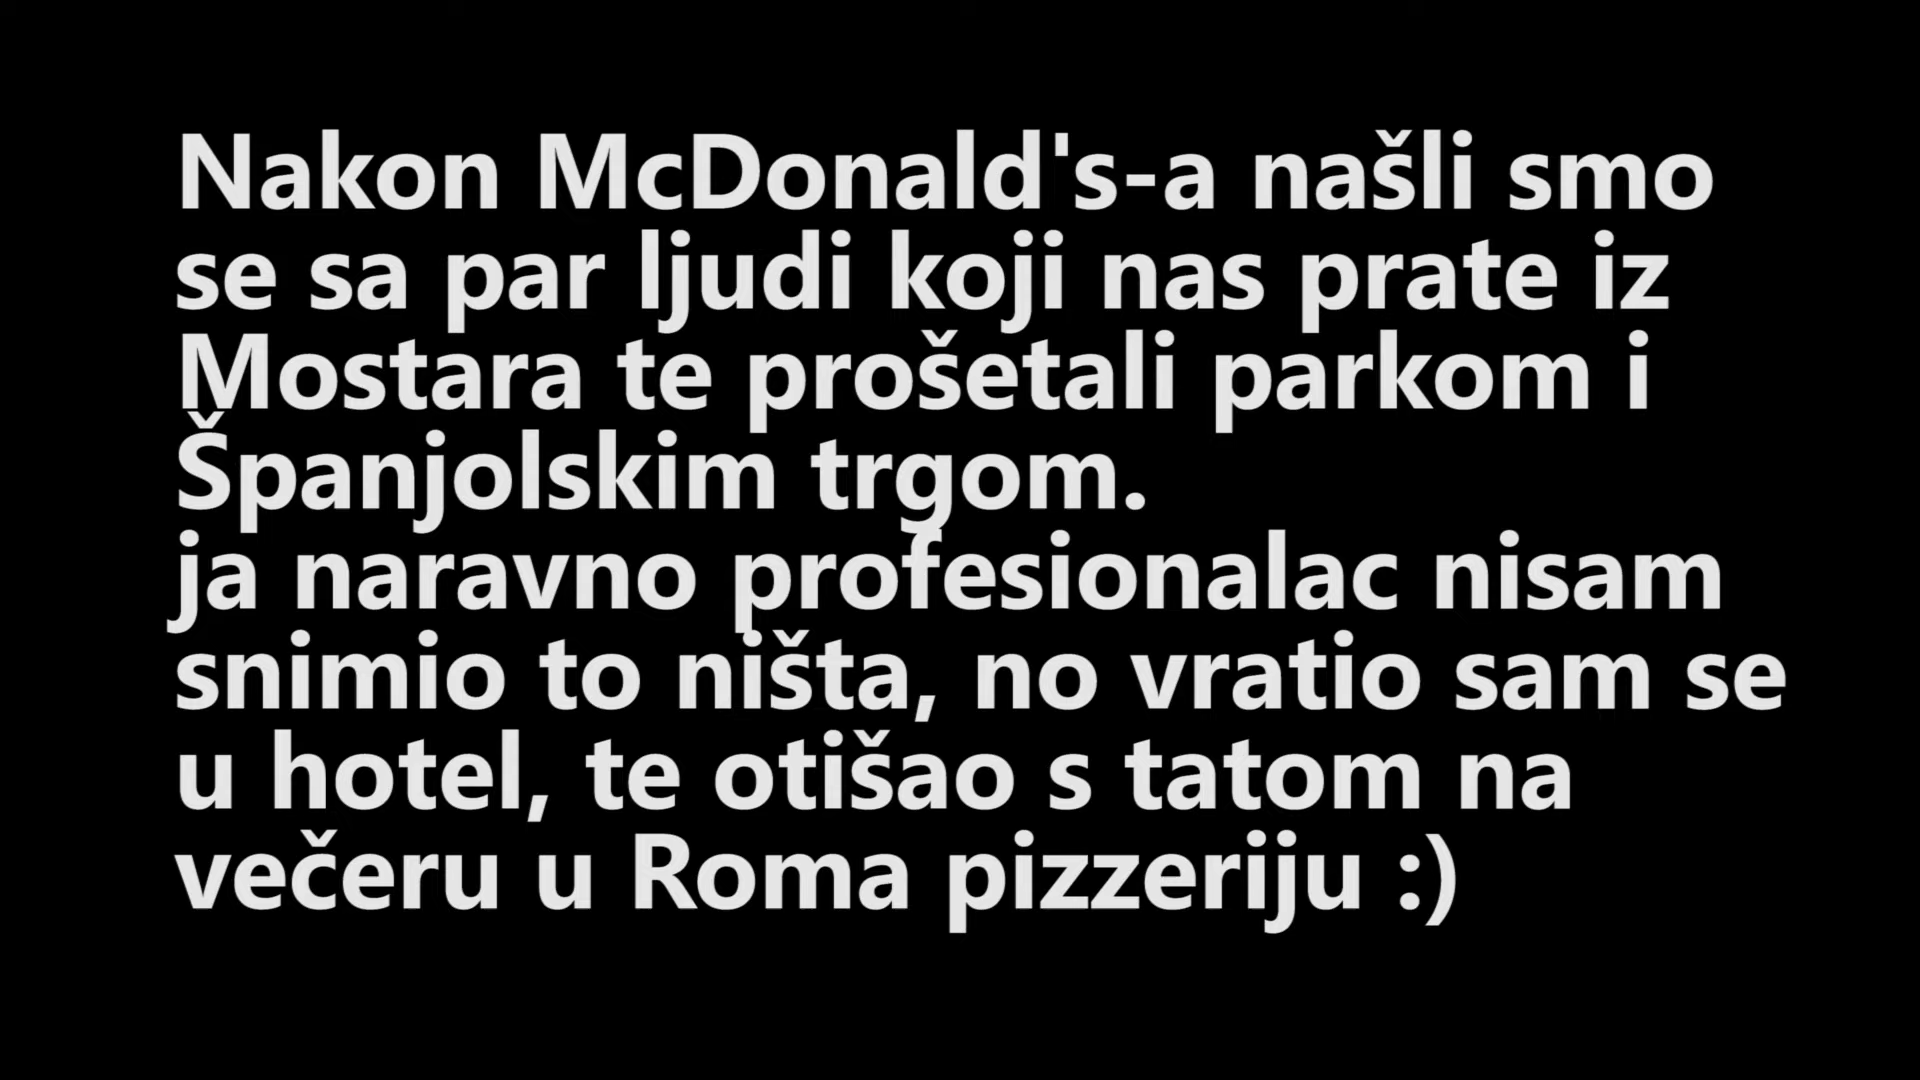 Nakon McDonald's-a našli smo
se sa par ljudi koji nas prate iz
Mostara te prošetali parkom i
Španjolskim trgom.
ja naravno profesionalac nisam
snimio to ništa, no vratio sam se
u hotel, te otišao s tatom na
večeru u Roma pizzeriju :)